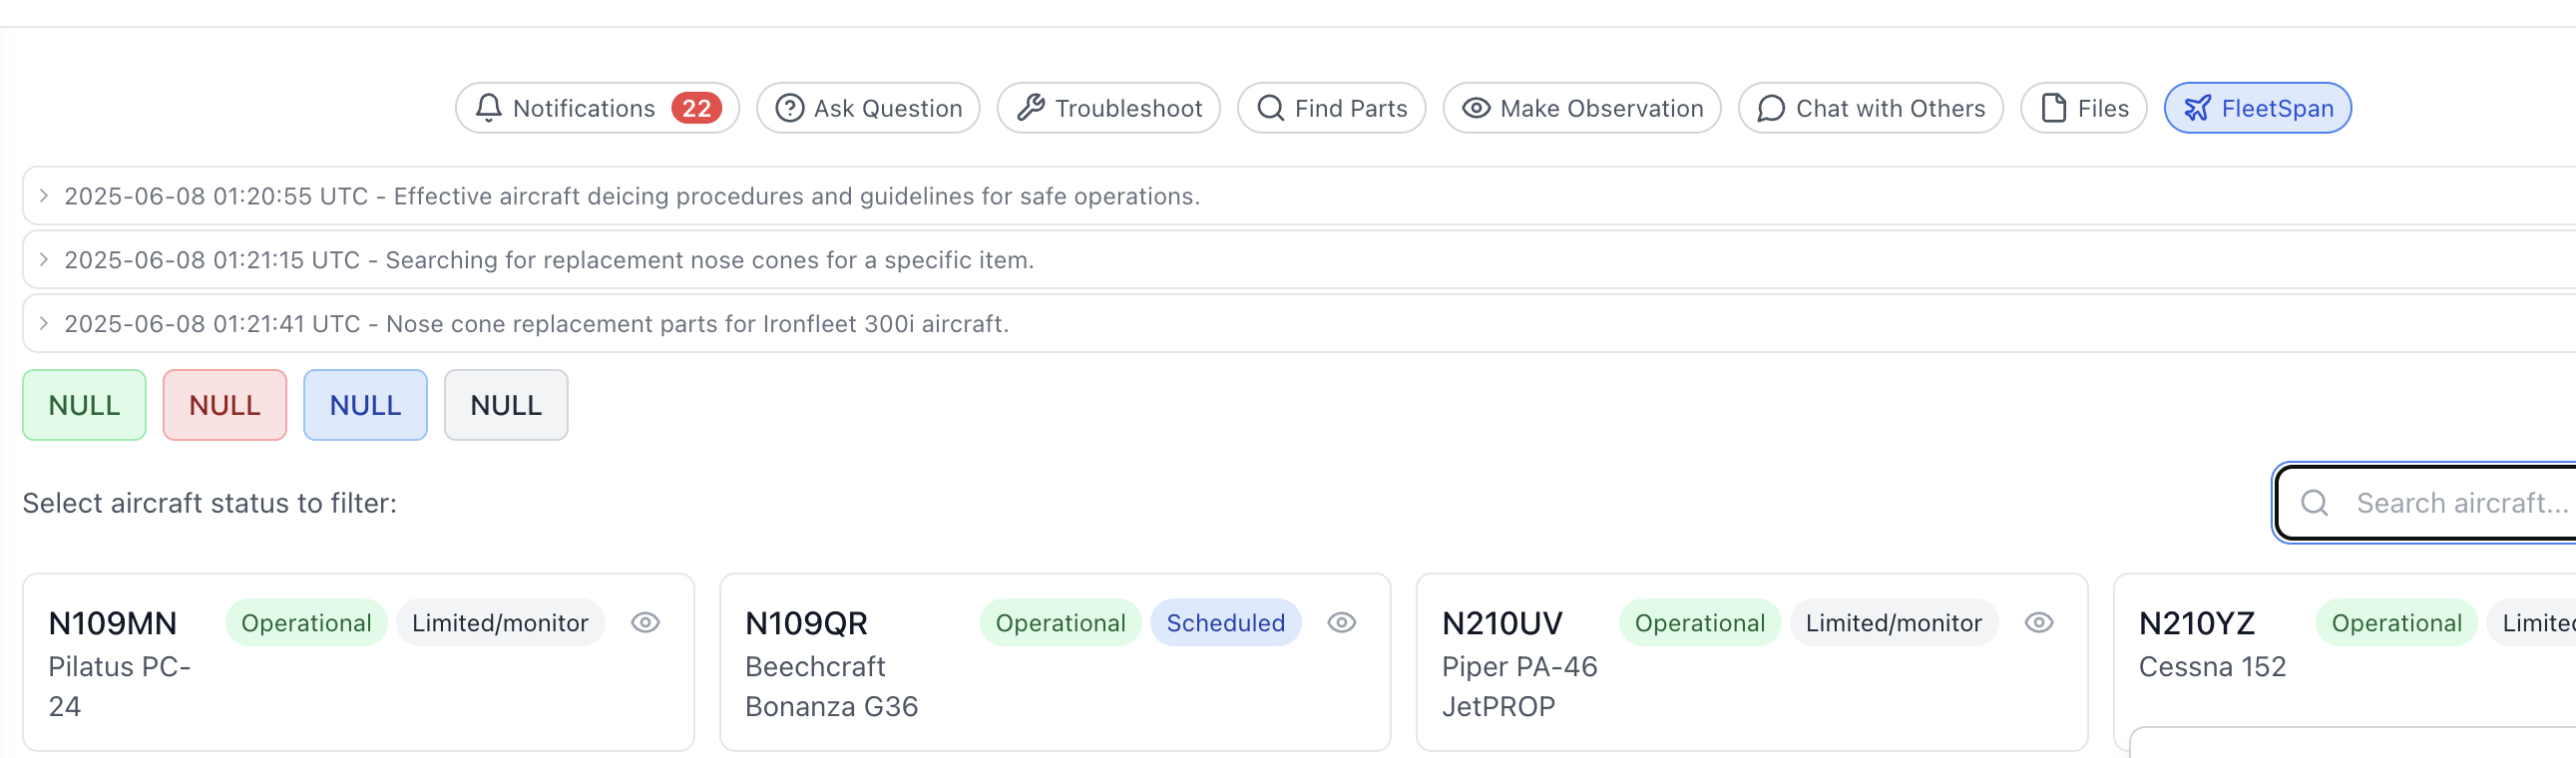 Notifications 22 Ask Question Troubleshoot Find Parts Make Observation Chat with Others Files FleetSpan
2025-06-08 01:20:55 UTC - Effective aircraft deicing procedures and guidelines for safe operations.
2025-06-08 01:21:15 UTC - Searching for replacement nose cones for a specific item.
2025-06-08 01:21:41 UTC - Nose cone replacement parts for Ironfleet 300i aircraft.
NULL NULL NULL NULL
Select aircraft status to filter: Search aircraft...
N109MN Operational Limited/monitor
Pilatus PC-
24
N109QR Operational Scheduled
Beechcraft
Bonanza G36
N210UV Operational Limited/monitor
Piper PA-46
JetPROP
N210YZ Operational
Cessna 152